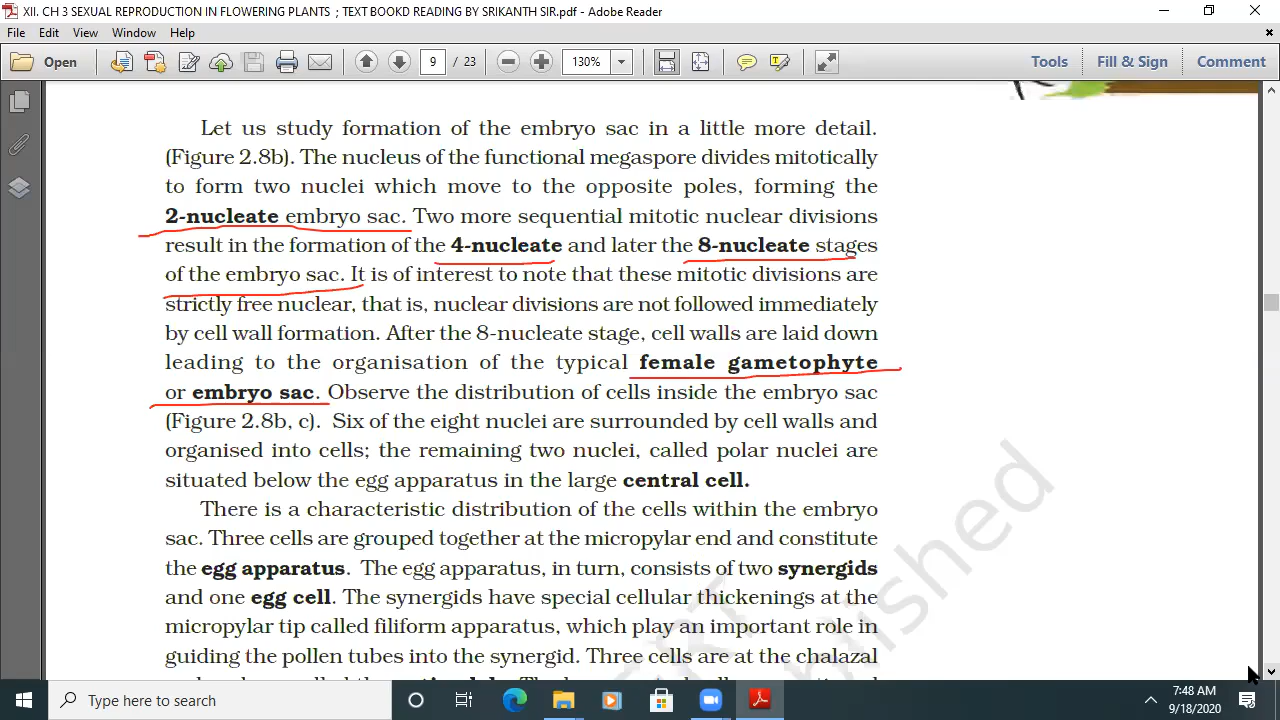 XII. CH 3 SEXUAL REPRODUCTION IN FLOWERING PLANTS ; TEXT BOOKD READING BY SRIKANTH SIR.pdf - Adobe Reader
File Edit View Window Help
Open 9 / 23 130% Tools Fill & Sign Comment
Let us study formation of the embryo sac in a little more detail.
(Figure 2.8b). The nucleus of the functional megaspore divides mitotically
to form two nuclei which move to the opposite poles, forming the
2-nucleate embryo sac. Two more sequential mitotic nuclear divisions
result in the formation of the 4-nucleate and later the 8-nucleate stages
of the embryo sac. It is of interest to note that these mitotic divisions are
strictly free nuclear, that is, nuclear divisions are not followed immediately
by cell wall formation. After the 8-nucleate stage, cell walls are laid down
leading to the organisation of the typical female gametophyte
or embryo sac. Observe the distribution of cells inside the embryo sac
(Figure 2.8b, c). Six of the eight nuclei are surrounded by cell walls and
organised into cells; the remaining two nuclei, called polar nuclei are
situated below the egg apparatus in the large central cell.
There is a characteristic distribution of the cells within the embryo
sac. Three cells are grouped together at the micropylar end and constitute
the egg apparatus. The egg apparatus, in turn, consists of two synergids
and one egg cell. The synergids have special cellular thickenings at the
micropylar tip called filiform apparatus, which play an important role in
guiding the pollen tubes into the synergid. Three cells are at the chalazal
Type here to search
7:48 AM
9/18/2020